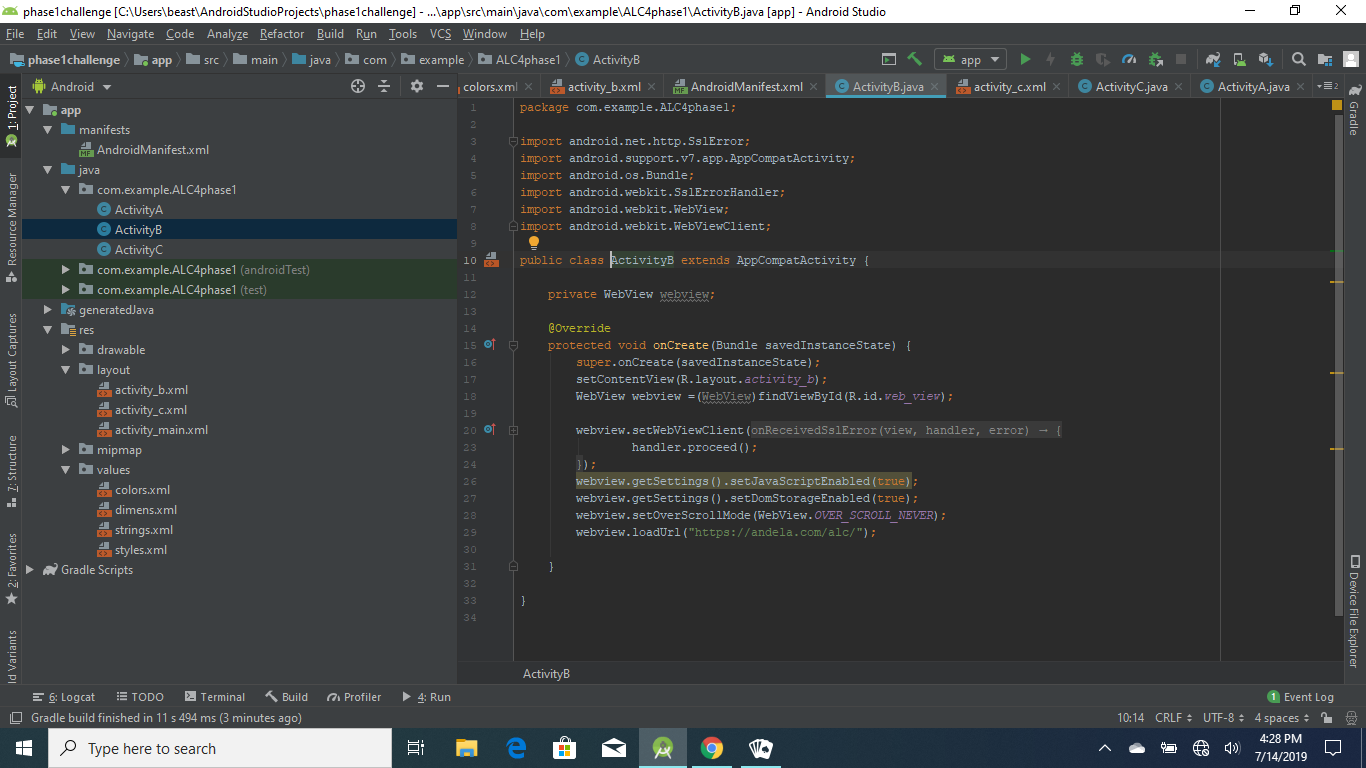 phase1challenge [C:\Users\beast\AndroidStudioProjects\phase1challenge] - ...\app\src\main\java\com\example\ALC4phase1\ActivityB.java [app] - Android Studio
File Edit View Navigate Code Analyze Refactor Build Run Tools VCS Window Help
phase1challenge app src main java com example ALC4phase1 ActivityB
app
Android
colors.xml activity_b.xml AndroidManifest.xml ActivityB.java activity_c.xml ActivityC.java ActivityA.java
1: Project
Resource Manager
Layout Captures
7: Structure
2: Favorites
ld Variants
app
manifests
AndroidManifest.xml
java
com.example.ALC4phase1
ActivityA
ActivityB
ActivityC
com.example.ALC4phase1 (androidTest)
com.example.ALC4phase1 (test)
generatedJava
res
drawable
layout
activity_b.xml
activity_c.xml
activity_main.xml
mipmap
values
colors.xml
dimens.xml
strings.xml
styles.xml
Gradle Scripts
1 package com.example.ALC4phase1;
2
3 import android.net.http.SslError;
4 import android.support.v7.app.AppCompatActivity;
5 import android.os.Bundle;
6 import android.webkit.SslErrorHandler;
7 import android.webkit.WebView;
8 import android.webkit.WebViewClient;
9
10 public class ActivityB extends AppCompatActivity {
11
12 private WebView webview;
13
14 @Override
15 protected void onCreate(Bundle savedInstanceState) {
16 super.onCreate(savedInstanceState);
17 setContentView(R.layout.activity_b);
18 WebView webview =(WebView)findViewById(R.id.web_view);
19
20 webview.setWebViewClient(onReceivedSslError(view, handler, error) → {
23 handler.proceed();
24 });
26 webview.getSettings().setJavaScriptEnabled(true);
27 webview.getSettings().setDomStorageEnabled(true);
28 webview.setOverScrollMode(WebView.OVER_SCROLL_NEVER);
29 webview.loadUrl("https://andela.com/alc/");
30
31 }
32
33 }
34
ActivityB
Gradle
Device File Explorer
6: Logcat TODO Terminal Build Profiler 4: Run 1 Event Log
Gradle build finished in 11 s 494 ms (3 minutes ago) 10:14 CRLF UTF-8 4 spaces
Type here to search
4:28 PM
7/14/2019